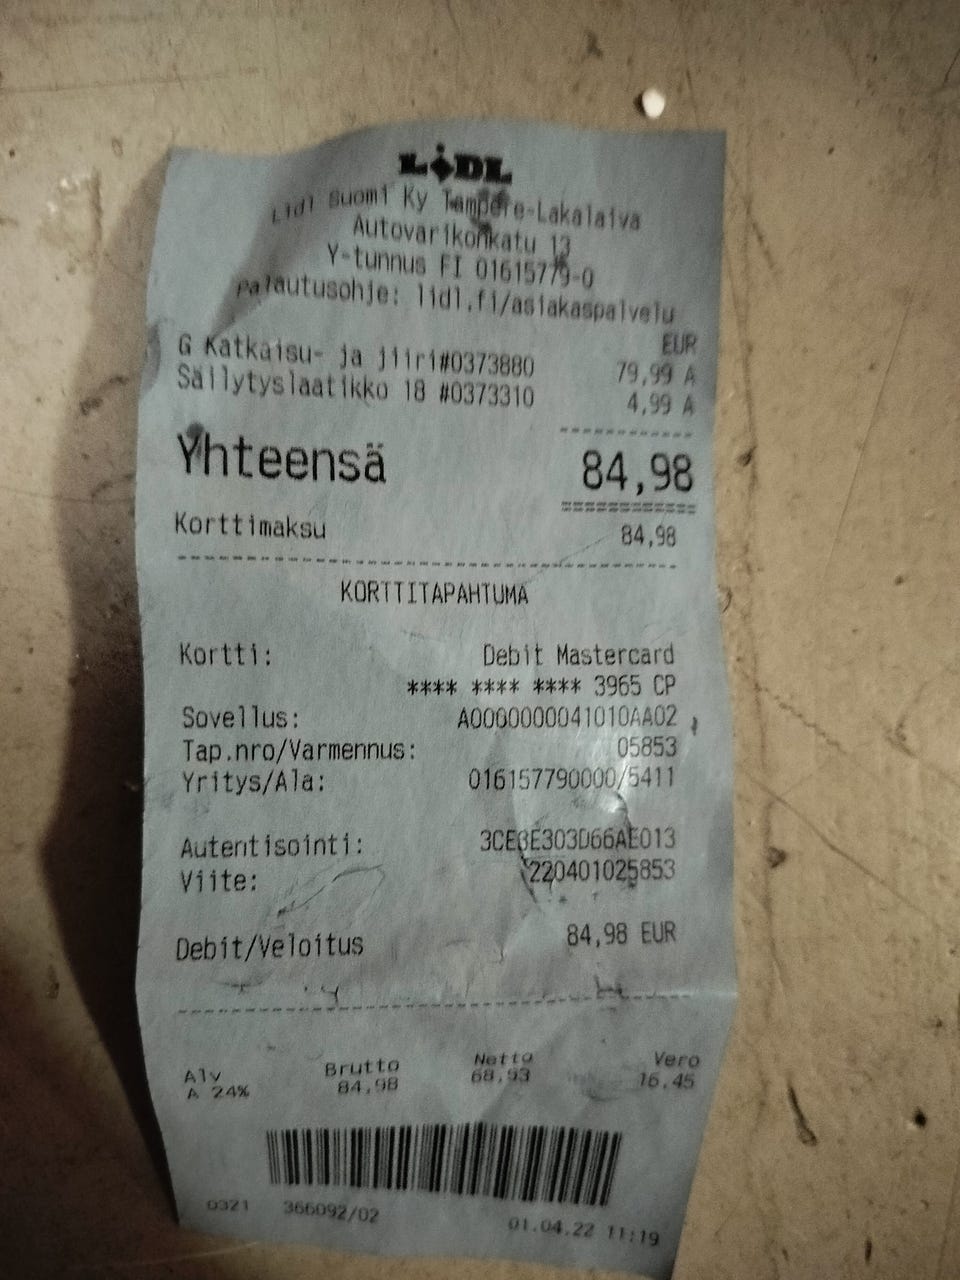 LiDL
Lidl Suomi Ky Tampere-Lakalaiva
Autovarikonkatu 13
Y-tunnus FI 01615779-0
Palautusohje: lidl.fi/asiakaspalvelu
EUR
G Katkaisu- ja jiiri#0373880 79,99 A
Säilytyslaatikko 18 #0373310 4,99 A
Yhteensä 84,98
Korttimaksu 84,98
KORTTITAPAHTUMA
Kortti: Debit Mastercard
**** **** **** 3965 CP
Sovellus: A0000000041010AA02
Tap.nro/Varmennus: 05853
Yritys/Ala: 016157790000/5411
Autentisointi: 3CE3E303D66AE013
Viite: 220401025853
Debit/Veloitus 84,98 EUR
Alv Brutto Netto Vero
A 24% 84,98 68,53 16,45
0321 366092/02 01.04.22 11:19